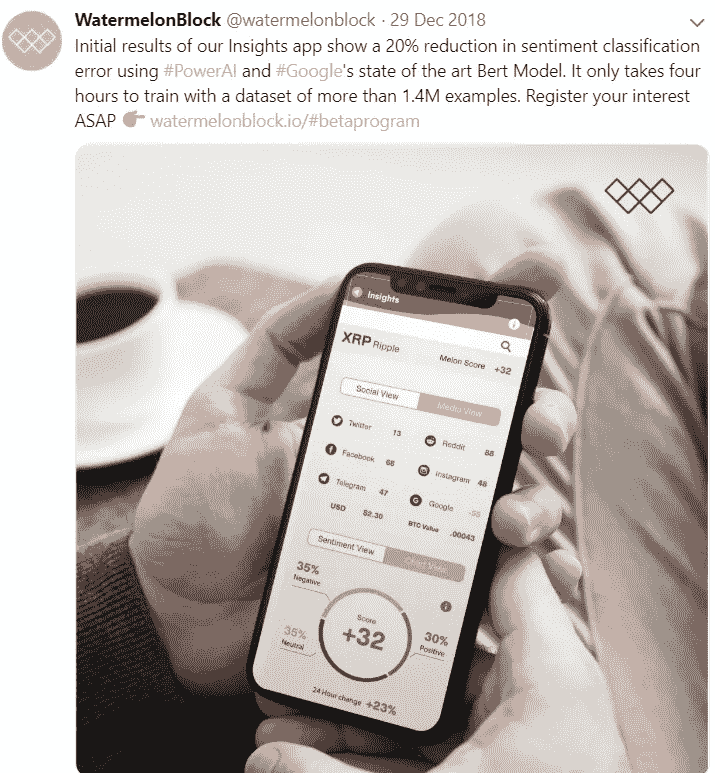 WatermelonBlock @watermelonblock · 29 Dec 2018
Initial results of our Insights app show a 20% reduction in sentiment classification
error using #PowerAI and #Google's state of the art Bert Model. It only takes four
hours to train with a dataset of more than 1.4M examples. Register your interest
ASAP 👉 watermelonblock.io/#betaprogram
Insights
XRP Ripple
Melon Score +32
Social View Media View
Twitter 13 Reddit 88
Facebook 66 Instagram 48
Telegram 47 Google -55
USD $2.30 BTC Value .00043
Sentiment View Chart View
35%
Negative
Score
+32
35%
Neutral
30%
Positive
24 Hour change +23%